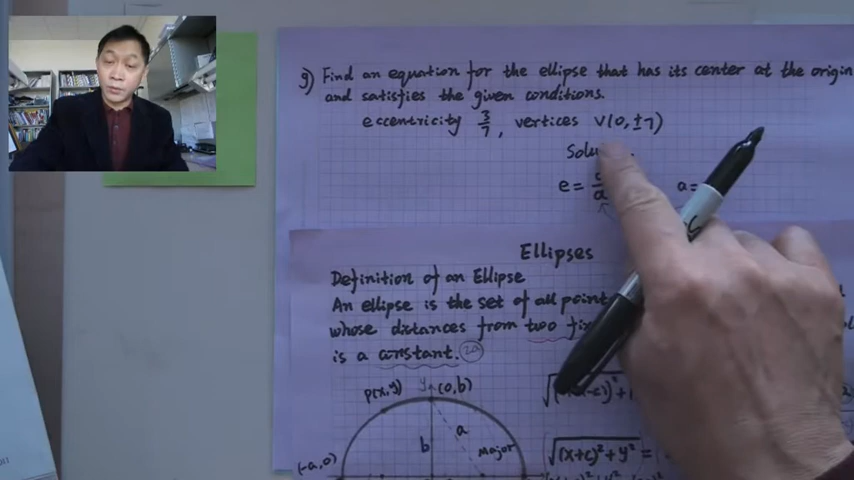 9) Find an equation for the ellipse that has its center at the origin
and satisfies the given conditions.
eccentricity 3/7, vertices V(0,±7)
e =
a =
Ellipses
Definition of an Ellipse
An ellipse is the set of all
whose distances from two
is a constant. 2a
P(x,y) y (0,b)
a
b Major
(-a,0)
√(x+c)²+y² =